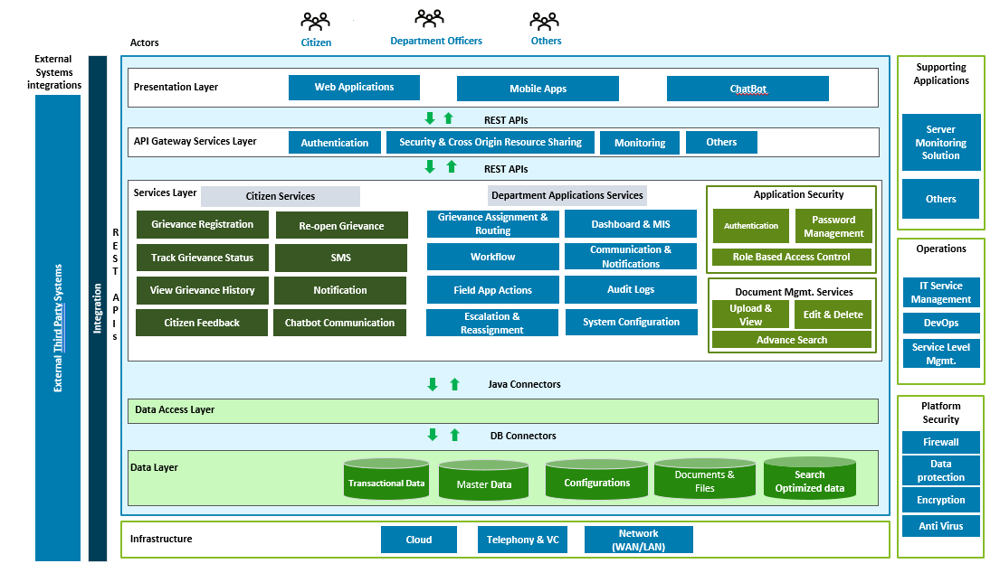 Actors
Citizen
Department Officers
Others
External
Systems
integrations
External Third Party Systems
Integration
REST APIs
Presentation Layer
Web Applications
Mobile Apps
ChatBot
REST APIs
API Gateway Services Layer
Authentication
Security & Cross Origin Resource Sharing
Monitoring
Others
REST APIs
Services Layer
Citizen Services
Grievance Registration
Re-open Grievance
Track Grievance Status
SMS
View Grievance History
Notification
Citizen Feedback
Chatbot Communication
Department Applications Services
Grievance Assignment &
Routing
Dashboard & MIS
Workflow
Communication &
Notifications
Field App Actions
Audit Logs
Escalation &
Reassignment
System Configuration
Application Security
Authentication
Password
Management
Role Based Access Control
Document Mgmt. Services
Upload &
View
Edit & Delete
Advance Search
Java Connectors
Data Access Layer
DB Connectors
Data Layer
Transactional Data
Master Data
Configurations
Documents &
Files
Search
Optimized data
Infrastructure
Cloud
Telephony & VC
Network
(WAN/LAN)
Supporting
Applications
Server
Monitoring
Solution
Others
Operations
IT Service
Management
DevOps
Service Level
Mgmt.
Platform
Security
Firewall
Data
protection
Encryption
Anti Virus